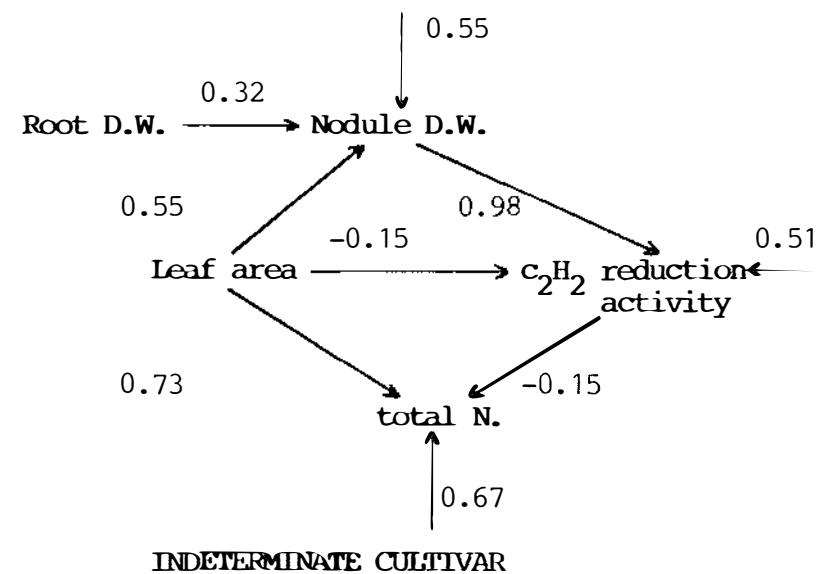 0.55
0.32
Root D.W. Nodule D.W.
0.55 0.98
-0.15 0.51
Leaf area c₂H₂ reduction
activity
0.73 -0.15
total N.
0.67
INDETERMINATE CULTIVAR